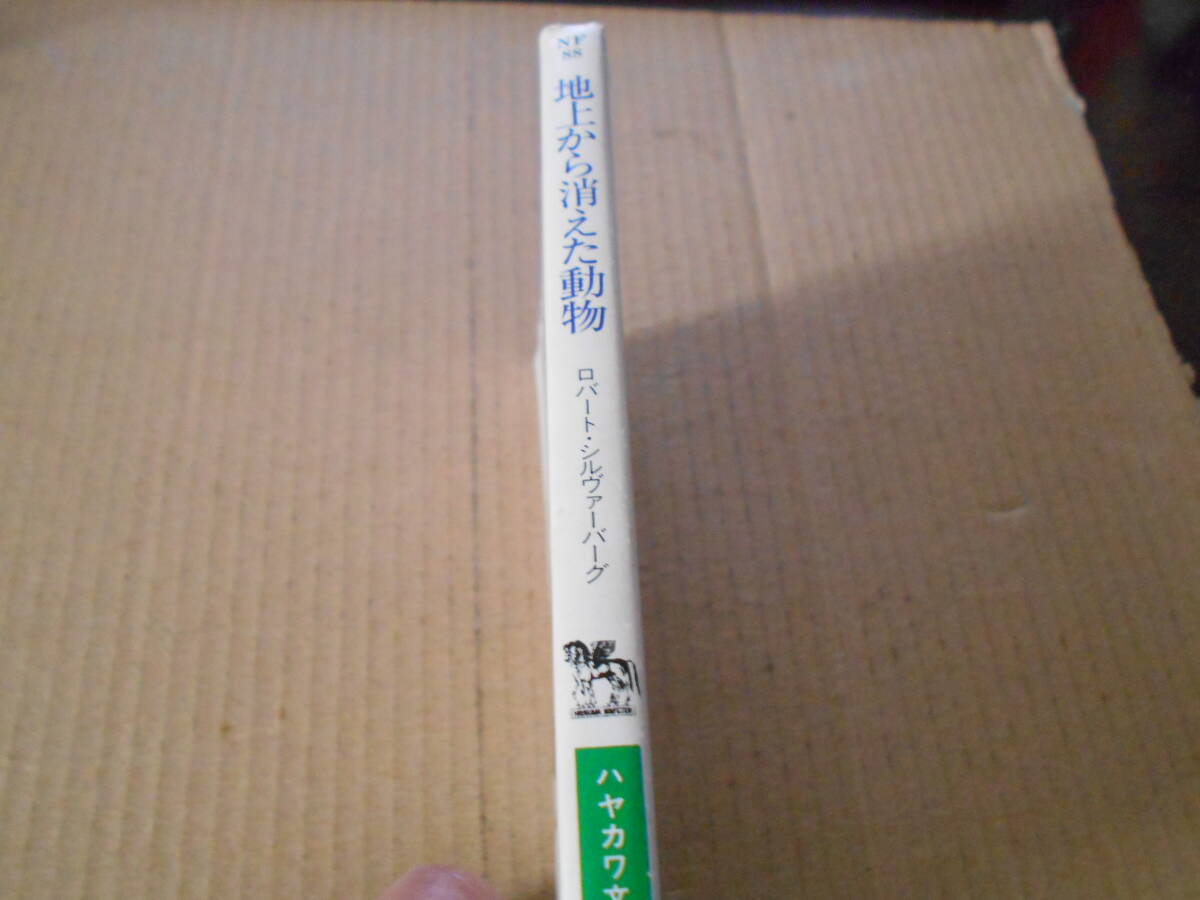 NF
88
地上から消えた動物
ロバート・シルヴァーバーグ
ハヤカワ文